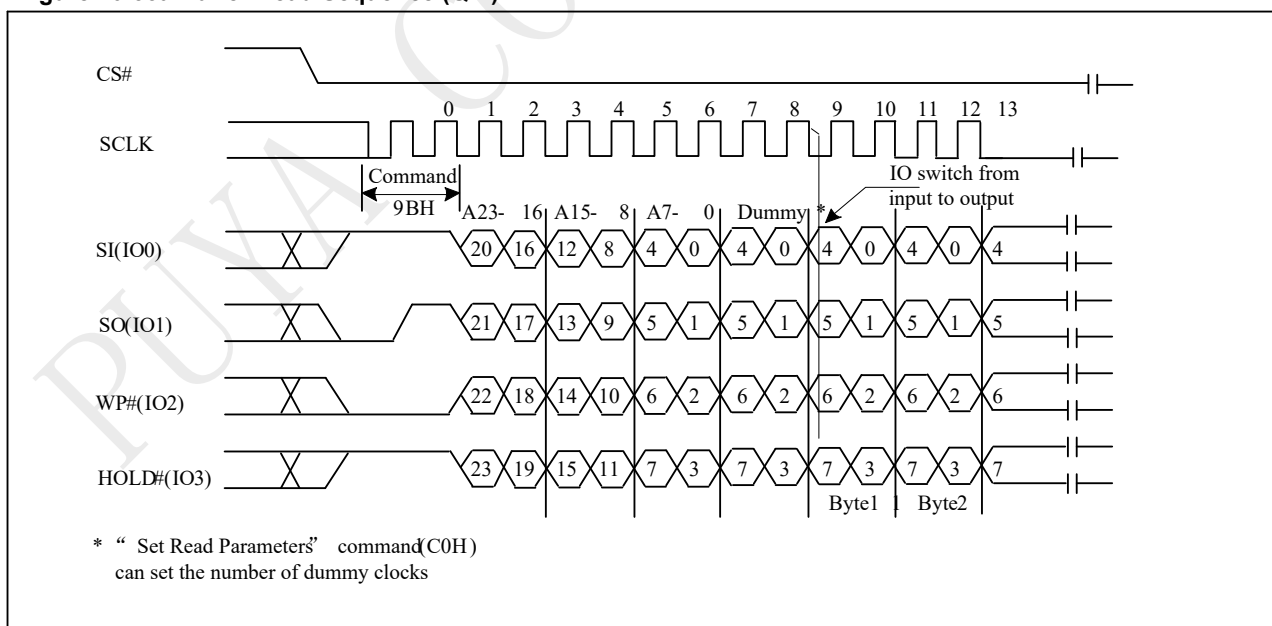 CS#
0 1 2 3 4 5 6 7 8 9 10 11 12 13
SCLK
Command
9BH
IO switch from
input to output
A23- 16 A15- 8 A7- 0 Dummy *
SI(IO0) 20 16 12 8 4 0 4 0 4 0 4 0 4
SO(IO1) 21 17 13 9 5 1 5 1 5 1 5 1 5
WP#(IO2) 22 18 14 10 6 2 6 2 6 2 6 2 6
HOLD#(IO3) 23 19 15 11 7 3 7 3 7 3 7 3 7
Byte1 1 Byte2
* “ Set Read Parameters” command(C0H)
can set the number of dummy clocks
PUYA